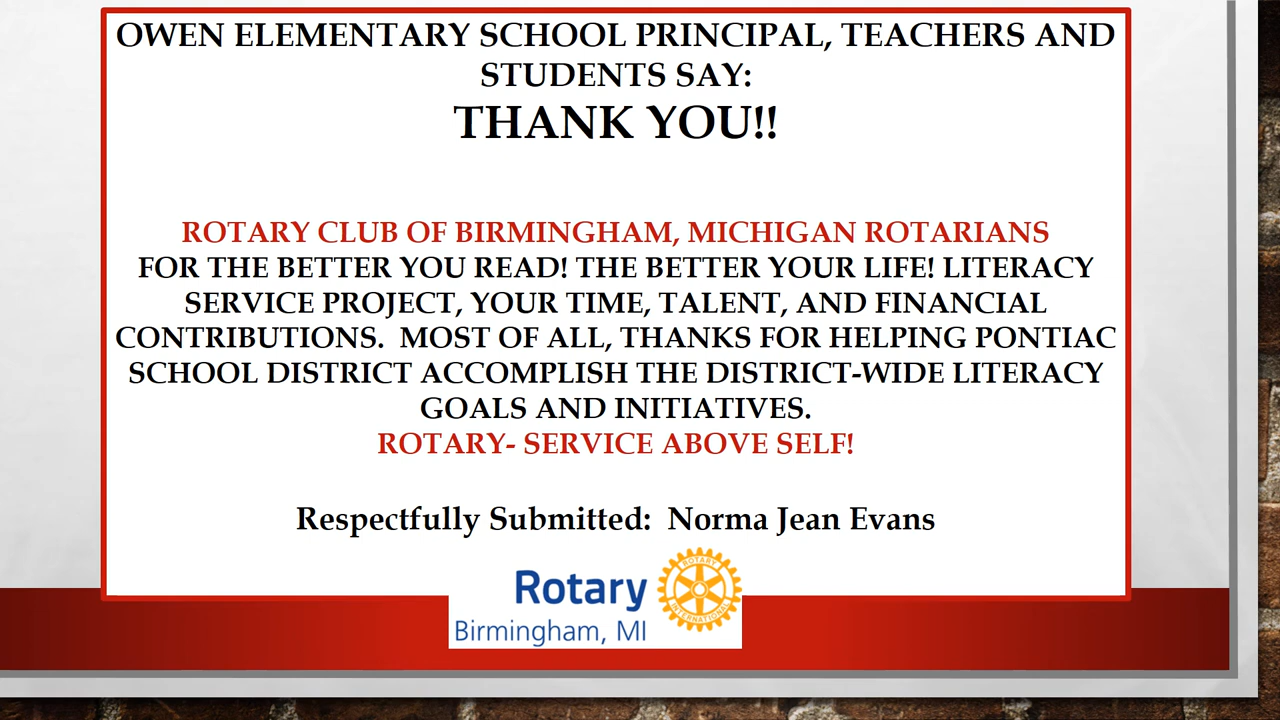 OWEN ELEMENTARY SCHOOL PRINCIPAL, TEACHERS AND
STUDENTS SAY:
THANK YOU!!
ROTARY CLUB OF BIRMINGHAM, MICHIGAN ROTARIANS
FOR THE BETTER YOU READ! THE BETTER YOUR LIFE! LITERACY
SERVICE PROJECT, YOUR TIME, TALENT, AND FINANCIAL
CONTRIBUTIONS.  MOST OF ALL, THANKS FOR HELPING PONTIAC
SCHOOL DISTRICT ACCOMPLISH THE DISTRICT-WIDE LITERACY
GOALS AND INITIATIVES.
ROTARY- SERVICE ABOVE SELF!
Respectfully Submitted:  Norma Jean Evans
Rotary
Birmingham, MI
ROTARY
INTERNATIONAL